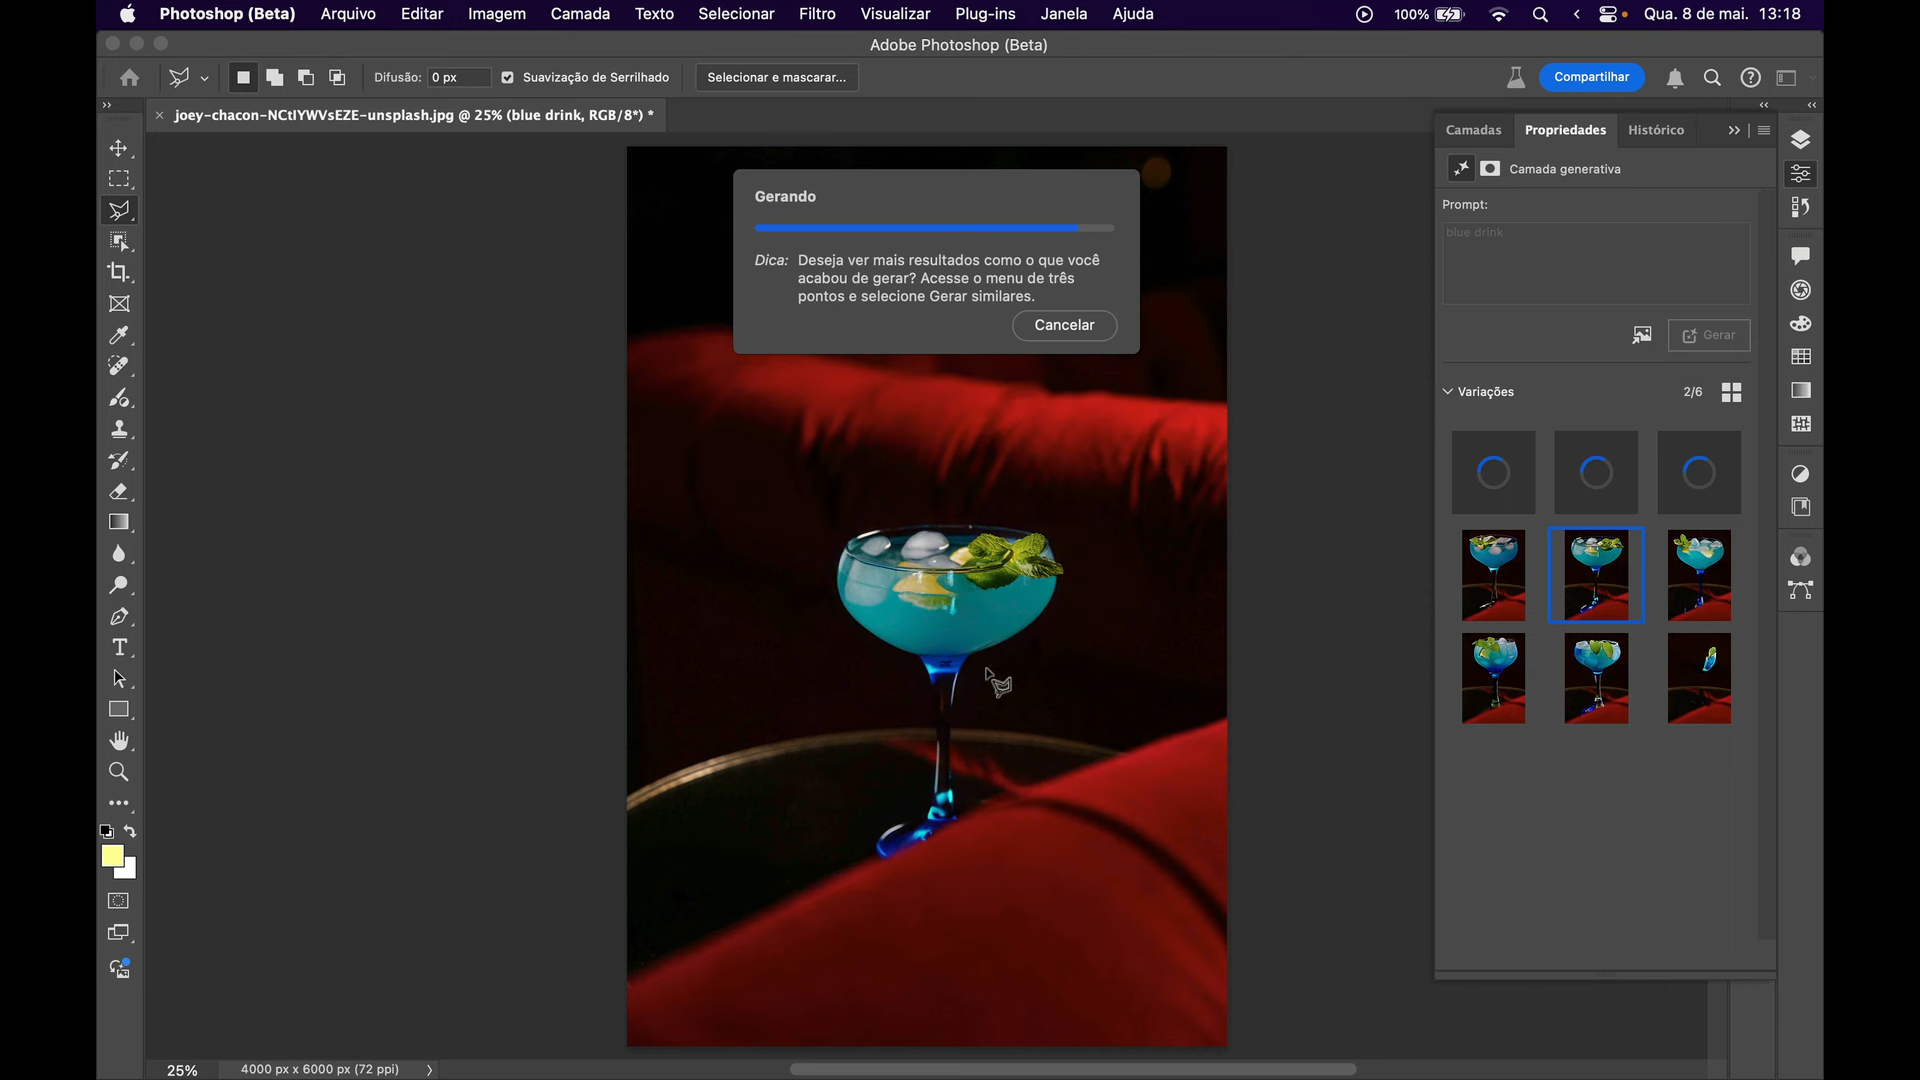 Photoshop (Beta) Arquivo Editar Imagem Camada Texto Selecionar Filtro Visualizar Plug-ins Janela Ajuda 100% Qua. 8 de mai. 13:18
Adobe Photoshop (Beta)
Difusão: 0 px Suavização de Serrilhado Selecionar e mascarar... Compartilhar
joey-chacon-NCtIYWVsEZE-unsplash.jpg @ 25% (blue drink, RGB/8*) *
Camadas Propriedades Histórico
Camada generativa
Gerando
Prompt:
blue drink
Dica: Deseja ver mais resultados como o que você
acabou de gerar? Acesse o menu de três
pontos e selecione Gerar similares.
Cancelar
Gerar
Variações 2/6
25% 4000 px x 6000 px (72 ppi)